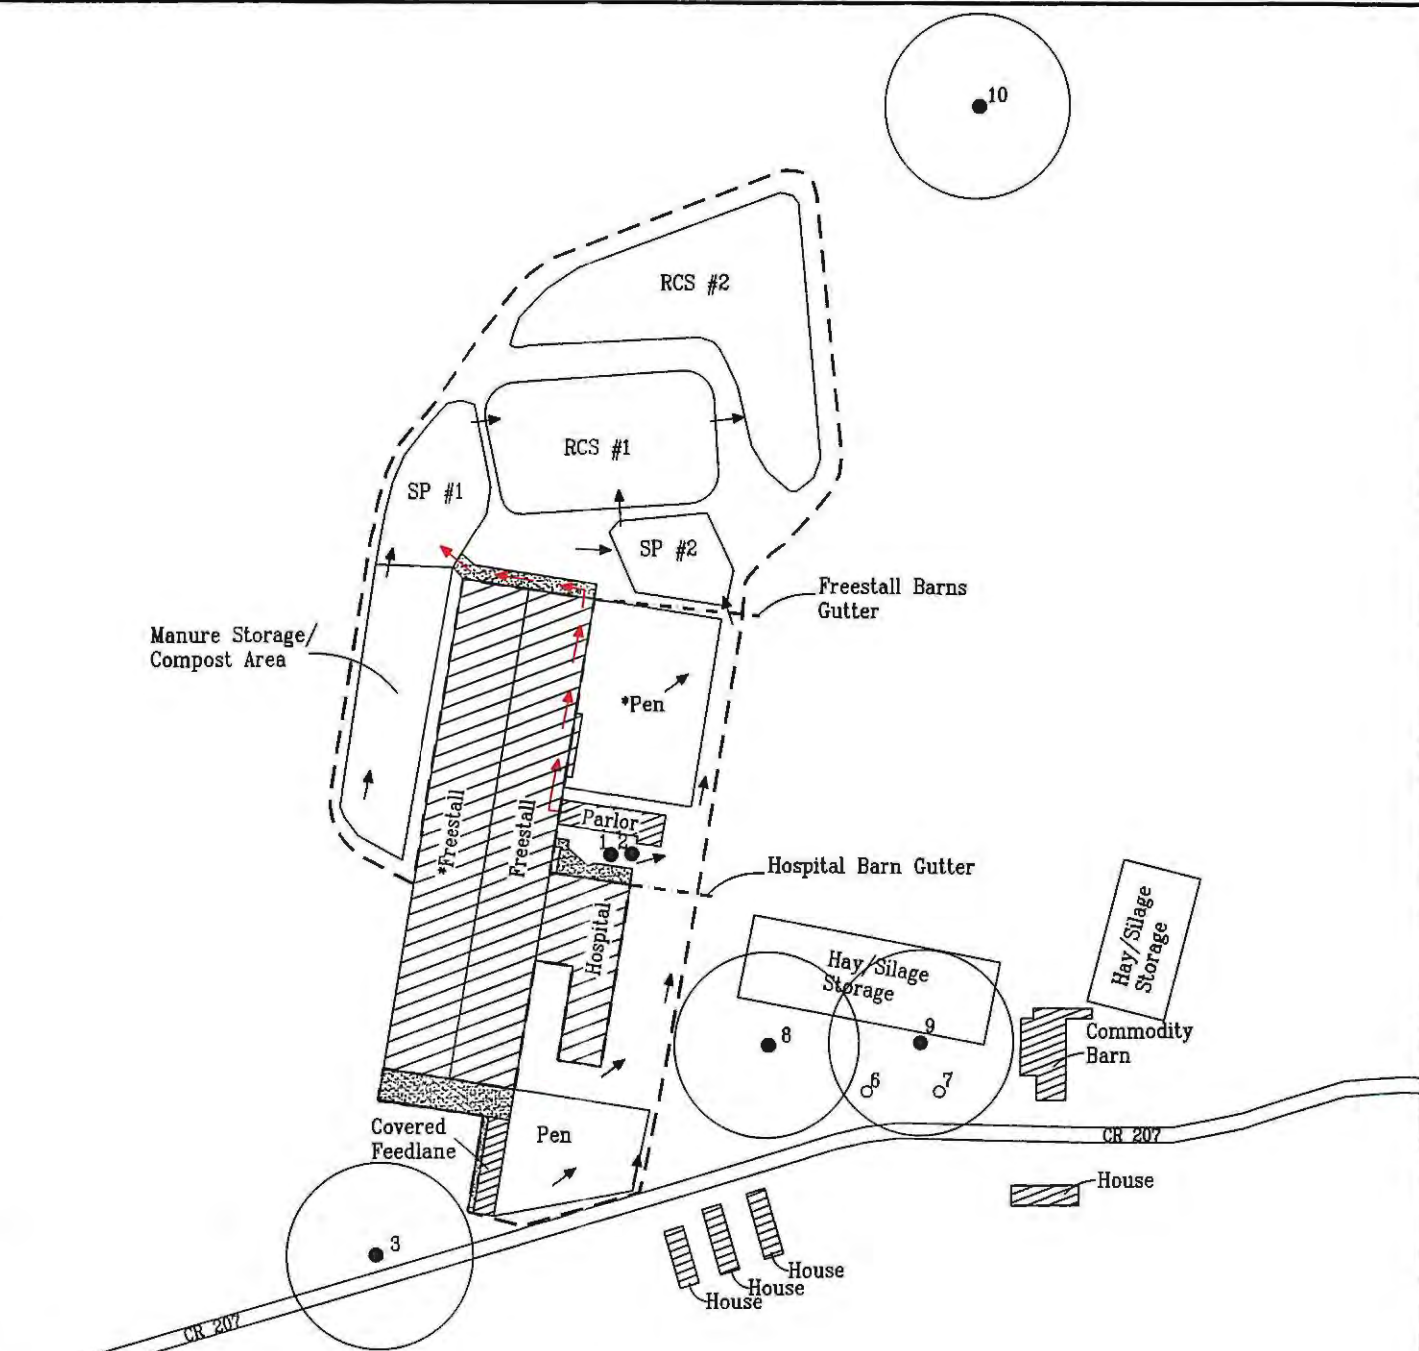 10
RCS #2
RCS #1
SP #1
SP #2
Freestall Barns
Gutter
Manure Storage/
Compost Area
*Pen
*Freestall
Freestall
Parlor
1 2
Hospital Barn Gutter
Hospital
Hay/Silage
Storage
Hay/Silage
Storage
8
9
6
7
Commodity
Barn
Covered
Feedlane
Pen
CR 207
House
3
House
House
House
CR 207